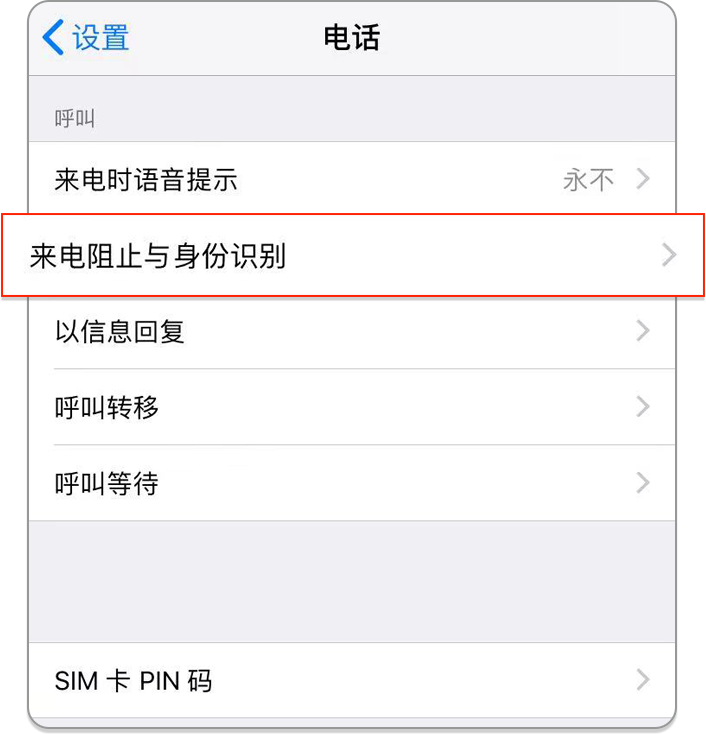 设置
电话
呼叫
来电时语音提示 永不
来电阻止与身份识别
以信息回复
呼叫转移
呼叫等待
SIM 卡 PIN 码